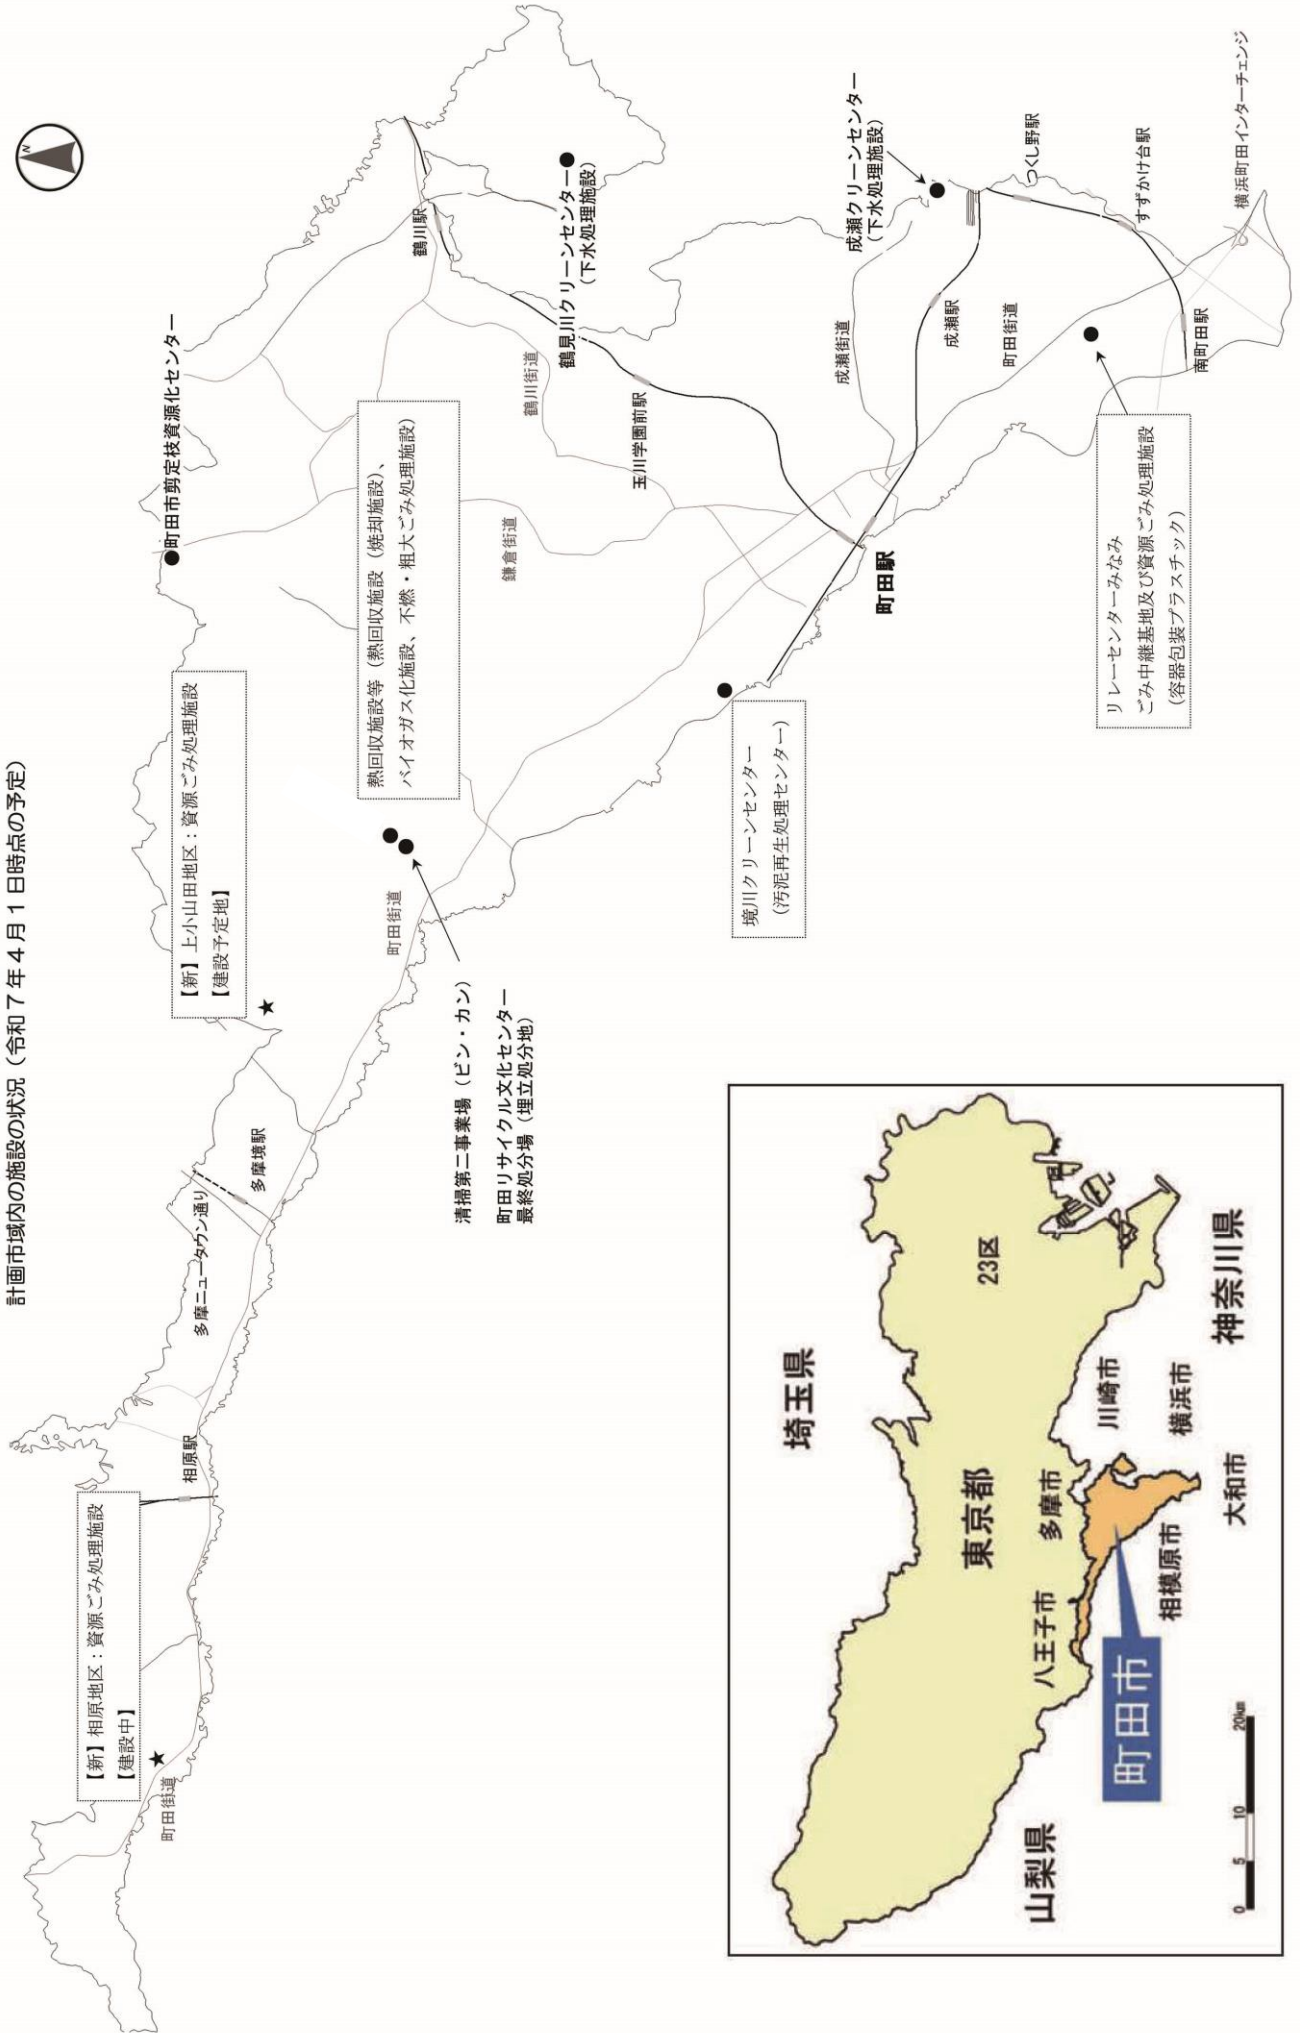 計画市域内の施設の状況（令和７年４月１日時点の予定）
N
【新】相原地区：資源ごみ処理施設
【建設中】
町田街道
相原駅
多摩ニュータウン通り
多摩境駅
【新】上小山田地区：資源ごみ処理施設
【建設予定地】
町田市剪定枝資源化センター
熱回収施設等（熱回収施設（焼却施設）、
バイオガス化施設、不燃・粗大ごみ処理施設）
町田街道
清掃第二事業場（ビン・カン）
町田リサイクル文化センター
最終処分場（埋立処分地）
鶴川駅
鶴川街道
鎌倉街道
鶴見川クリーンセンター
（下水処理施設）
玉川学園前駅
境川クリーンセンター
（汚泥再生処理センター）
町田駅
成瀬クリーンセンター
（下水処理施設）
成瀬街道
成瀬駅
町田街道
つくし野駅
すずかけ台駅
南町田駅
横浜町田インターチェンジ
リレーセンターみなみ
ごみ中継基地及び資源ごみ処理施設
（容器包装プラスチック）
埼玉県
東京都
23区
山梨県
八王子市
多摩市
川崎市
町田市
相模原市
横浜市
大和市
神奈川県
0 5 10 20km